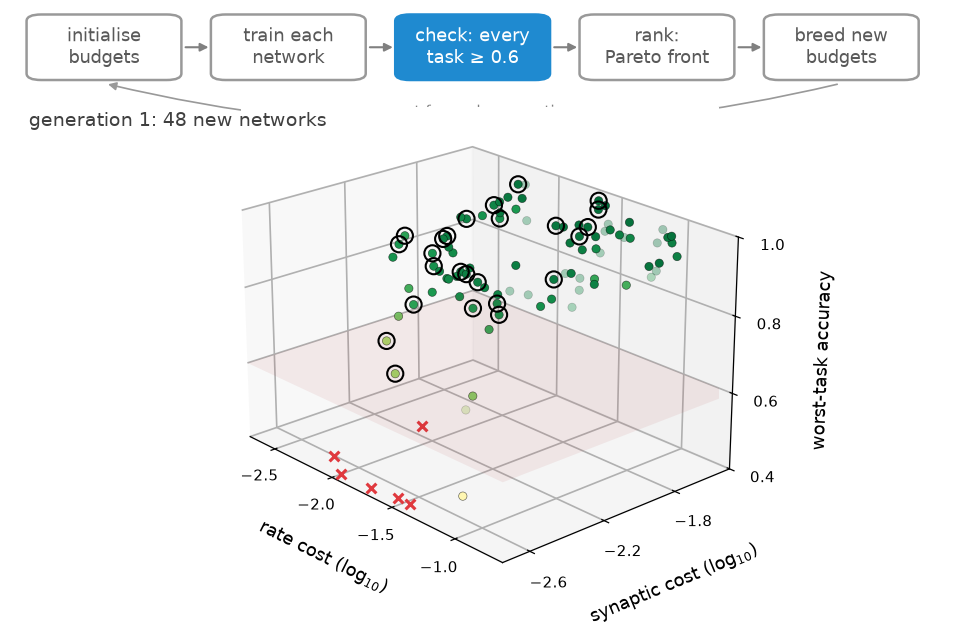 initialise
budgets
train each
network
check: every
task ≥ 0.6
rank:
Pareto front
breed new
budgets
generation 1: 48 new networks
1.0
0.8
0.6
0.4
worst-task accuracy
−2.5
−2.0
−1.5
−1.0
rate cost (log₁₀)
−1.8
−2.2
−2.6
synaptic cost (log₁₀)